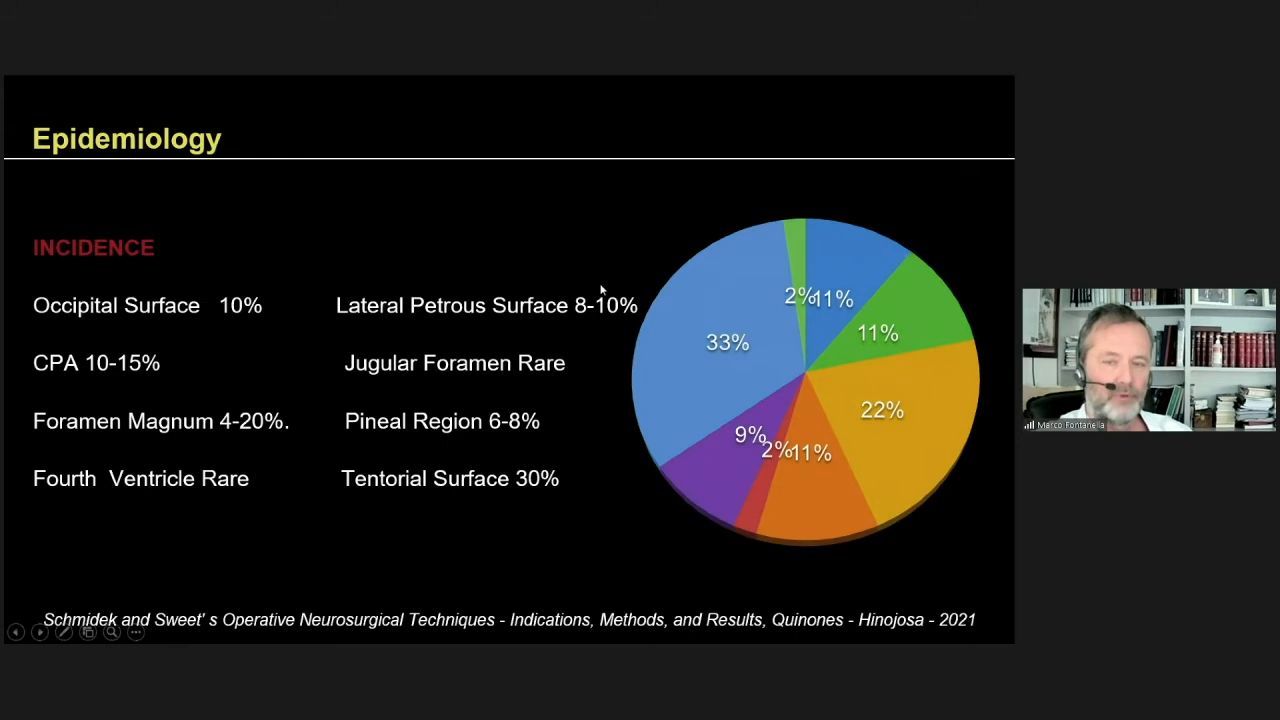 Epidemiology
INCIDENCE
Occipital Surface 10% Lateral Petrous Surface 8-10%
CPA 10-15% Jugular Foramen Rare
Foramen Magnum 4-20%. Pineal Region 6-8%
Fourth Ventricle Rare Tentorial Surface 30%
2% 11%
11%
33%
22%
9% 2% 11%
Schmidek and Sweet' s Operative Neurosurgical Techniques - Indications, Methods, and Results, Quinones - Hinojosa - 2021
Marco Fontanella